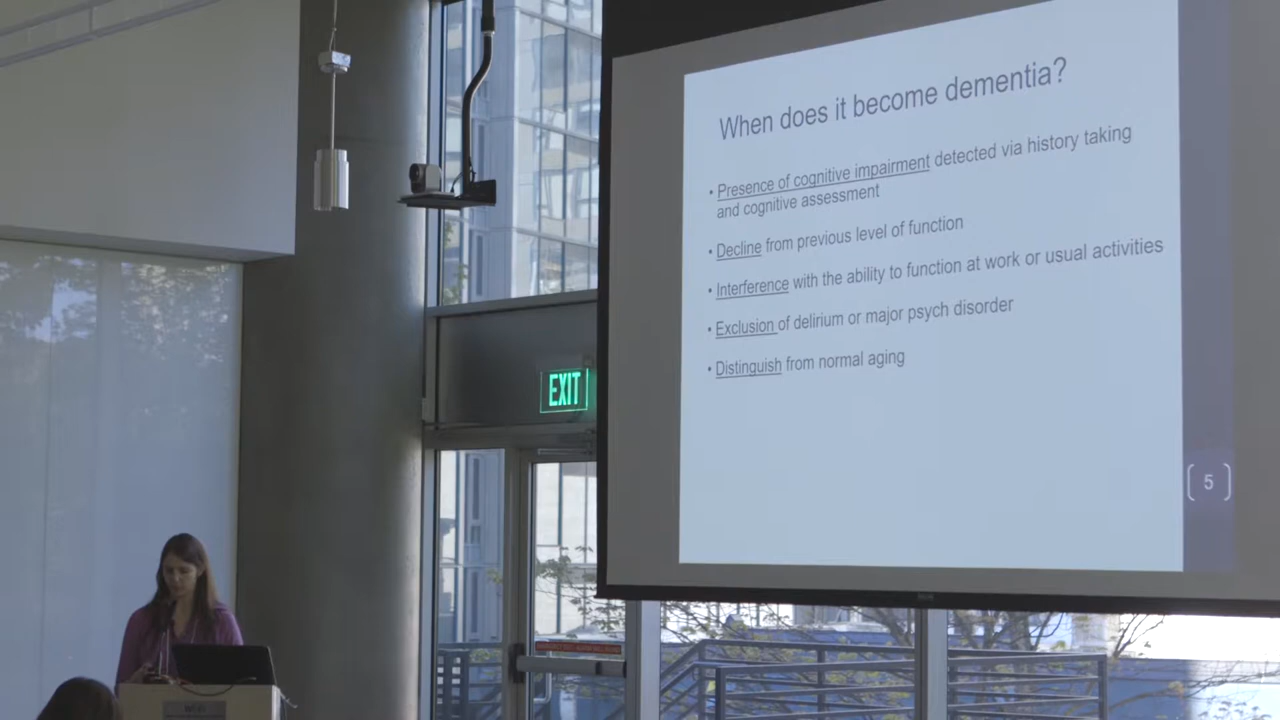 When does it become dementia?
• Presence of cognitive impairment detected via history taking
and cognitive assessment
• Decline from previous level of function
• Interference with the ability to function at work or usual activities
• Exclusion of delirium or major psych disorder
• Distinguish from normal aging
5
EXIT